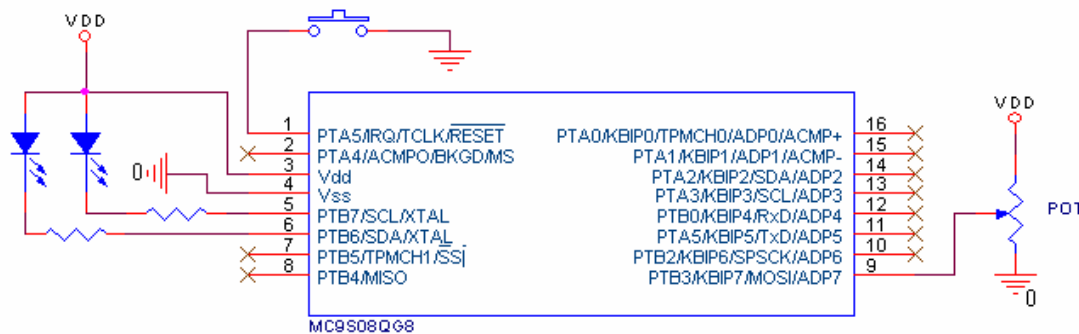 VDD
1 PTA5/IRQ/TCLK/RESET
2 PTA4/ACMPO/BKGD/MS
3 Vdd
4 Vss
0
5 PTB7/SCL/XTAL
6 PTB6/SDA/XTAL
7 PTB5/TPMCH1/SS
8 PTB4/MISO
PTA0/KBIP0/TPMCH0/ADP0/ACMP+ 16
PTA1/KBIP1/ADP1/ACMP- 15
PTA2/KBIP2/SDA/ADP2 14
PTA3/KBIP3/SCL/ADP3 13
PTB0/KBIP4/RxD/ADP4 12
PTA5/KBIP5/TxD/ADP5 11
PTB2/KBIP6/SPSCK/ADP6 10
PTB3/KBIP7/MOSI/ADP7 9
MC9S08QG8
VDD
POT
0